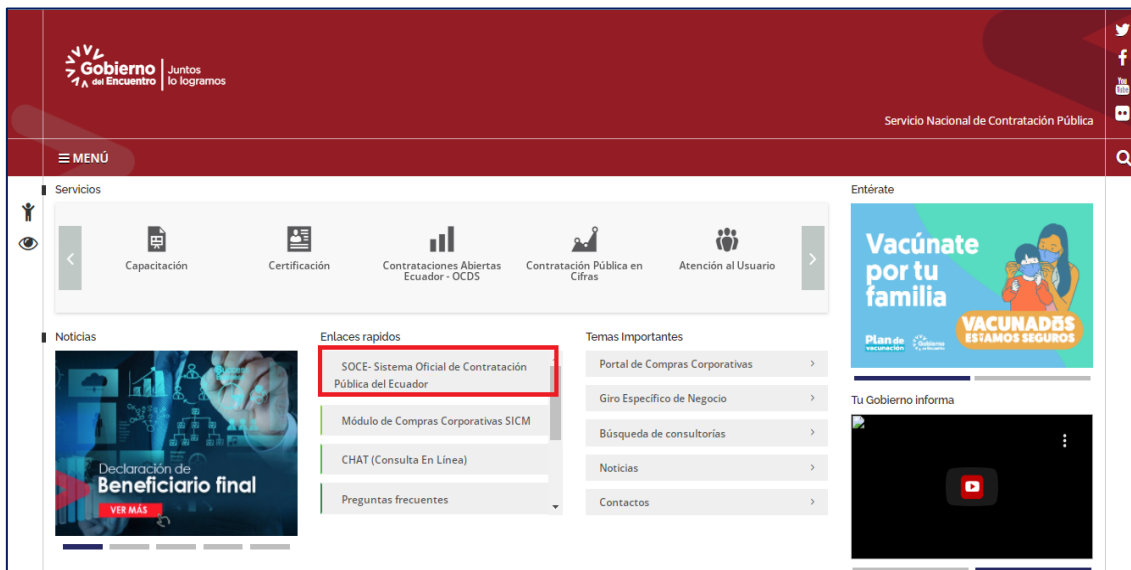 Gobierno
del Encuentro
Juntos
lo logramos
You
Tube
Servicio Nacional de Contratación Pública
MENÚ
Servicios
Capacitación
Certificación
Contrataciones Abiertas
Ecuador - OCDS
Contratación Pública en
Cifras
Atención al Usuario
Entérate
Vacúnate
por tu
familia
VACUNADOS
ESTAMOS SEGUROS
Plan de
vacunación
Noticias
Declaración de
Beneficiario final
VER MÁS
Enlaces rapidos
SOCE- Sistema Oficial de Contratación
Pública del Ecuador
Módulo de Compras Corporativas SICM
CHAT (Consulta En Línea)
Preguntas frecuentes
Temas Importantes
Portal de Compras Corporativas
Giro Específico de Negocio
Búsqueda de consultorías
Noticias
Contactos
Tu Gobierno informa